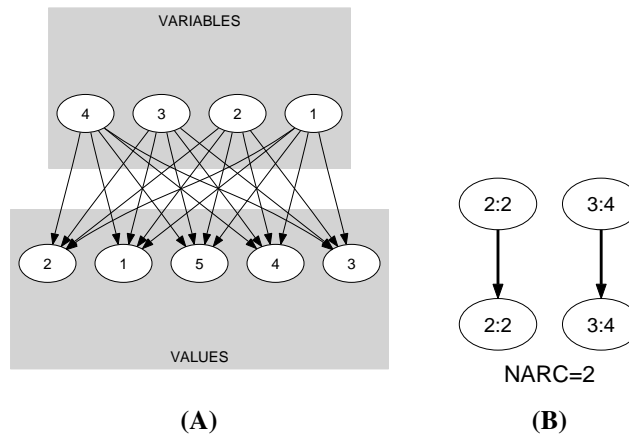 VARIABLES
4 3 2 1
2 1 5 4 3
VALUES
2:2 3:4
2:2 3:4
NARC=2
(A) (B)